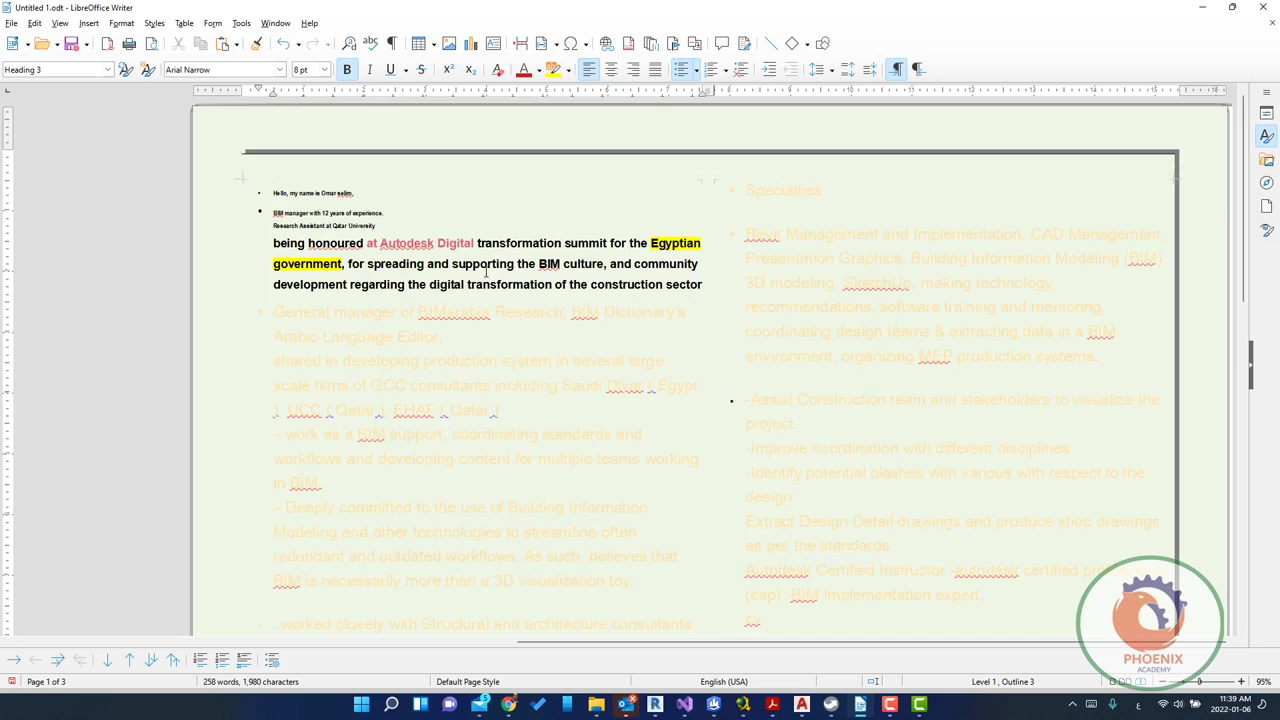 Untitled 1.odt - LibreOffice Writer
File Edit View Insert Format Styles Table Form Tools Window Help
Heading 3
Arial Narrow
8 pt
Hello, my name is Omar selim,
BIM manager with 12 years of experience.
Research Assistant at Qatar University
being honoured at Autodesk Digital transformation summit for the Egyptian
government, for spreading and supporting the BIM culture, and community
development regarding the digital transformation of the construction sector
General manager of BIMarabia Research, BIM Dictionary's
Arabic Language Editor.
shared in developing production system in several large
scale firms of GCC consultants including Saudi Diyar ( Egypt
), UCC ( Qatar ), EHAF ( Qatar )
– work as a BIM support, coordinating standards and
workflows and developing content for multiple teams working
in BIM.
– Deeply committed to the use of Building Information
Modeling and other technologies to streamline often
redundant and outdated workflows. As such, believes that
BIM is necessarily more than a 3D visualization toy.
-worked closely with Structural and architecture consultants
Specialties
Revit Management and Implementation, CAD Management
Presentation Graphics, Building Information Modeling (BIM),
3D modeling, SketchUp, making technology
recommendations, software training and mentoring,
coordinating design teams & extracting data in a BIM
environment, organizing MEP production systems.
-Assist Construction team and stakeholders to visualize the
project.
-Improve coordination with different disciplines
-Identify potential clashes with various with respect to the
design
Extract Design Detail drawings and produce shop drawings
as per the standards
Autodesk Certified Instructor -autodesk certified
(cap) -BIM implementation expert.
PHOENIX
ACADEMY
Page 1 of 3
258 words, 1,980 characters
Default Page Style
English (USA)
Level 1 , Outline 3
95%
11:39 AM
2022-01-06